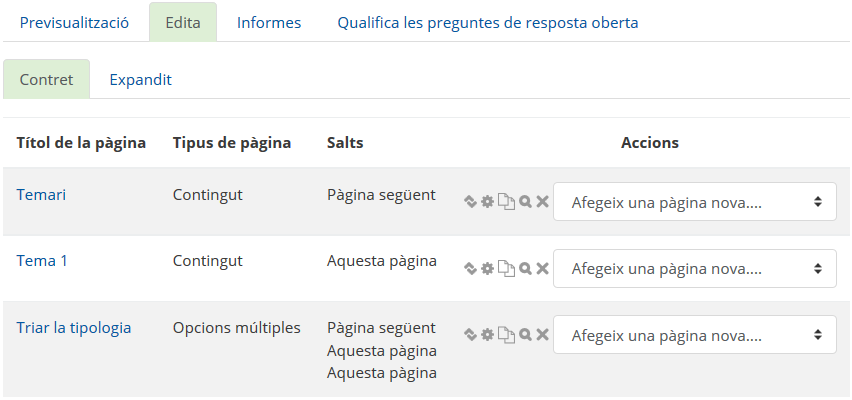 Previsualització Edita Informes Qualifica les preguntes de resposta oberta
Contret Expandit
Títol de la pàgina Tipus de pàgina Salts Accions
Temari Contingut Pàgina següent Afegeix una pàgina nova....
Tema 1 Contingut Aquesta pàgina Afegeix una pàgina nova....
Triar la tipologia Opcions múltiples Pàgina següent Afegeix una pàgina nova....
Aquesta pàgina
Aquesta pàgina